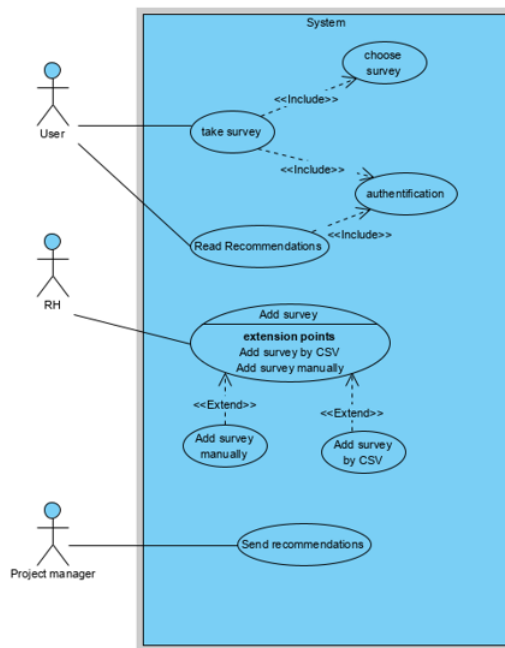 System
choose
survey
<<Include>>
User
take survey
<<Include>>
authentification
<<Include>>
Read Recommendations
RH
Add survey
extension points
Add survey by CSV
Add survey manually
<<Extend>>
<<Extend>>
Add survey
manually
Add survey
by CSV
Send recommendations
Project manager